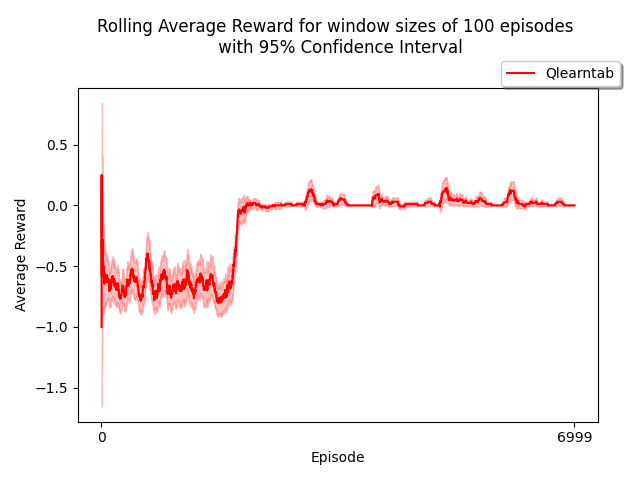 Rolling Average Reward for window sizes of 100 episodes
with 95% Confidence Interval
Qlearntab
0.5
0.0
−0.5
−1.0
−1.5
Average Reward
0
6999
Episode